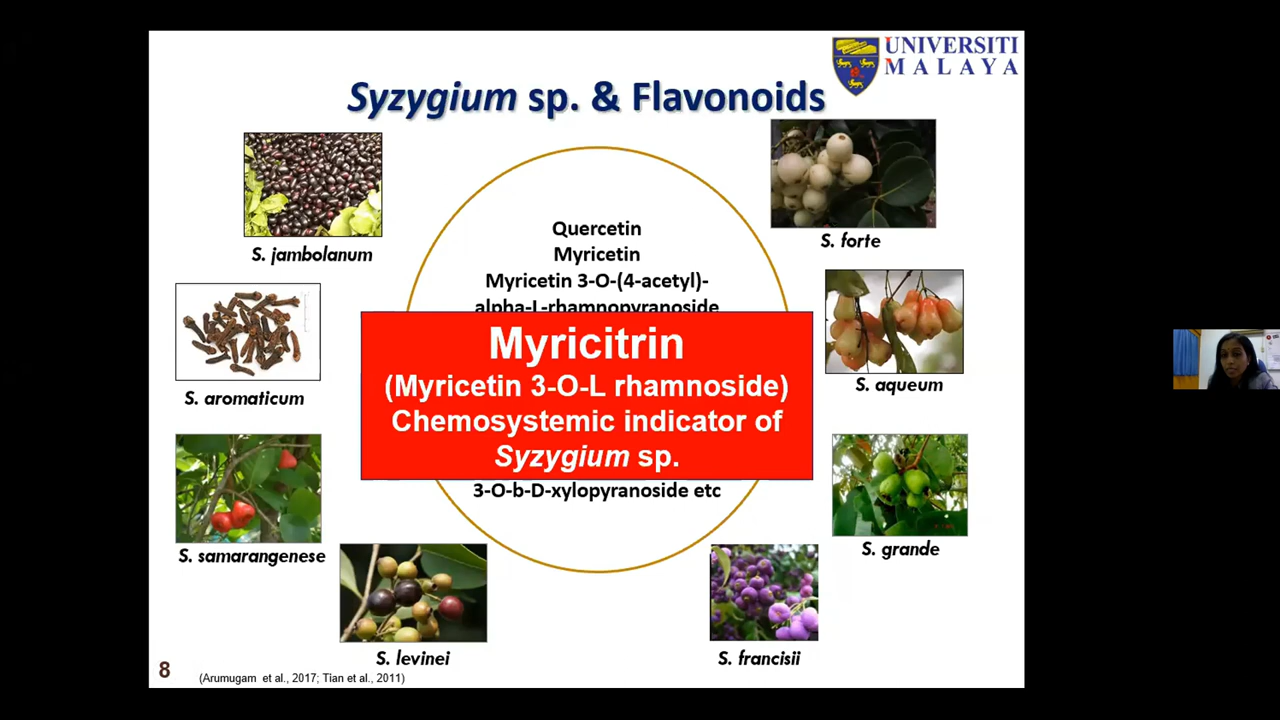 UNIVERSITI
MALAYA
Syzygium sp. & Flavonoids
S. jambolanum
S. forte
Quercetin
Myricetin
Myricetin 3-O-(4-acetyl)-
alpha-L-rhamnopyranoside
Myricitrin
(Myricetin 3-O-L rhamnoside)
Chemosystemic indicator of
Syzygium sp.
3-O-b-D-xylopyranoside etc
S. aromaticum
S. aqueum
S. samarangenese
S. grande
S. levinei
S. francisii
8
(Arumugam et al., 2017; Tian et al., 2011)